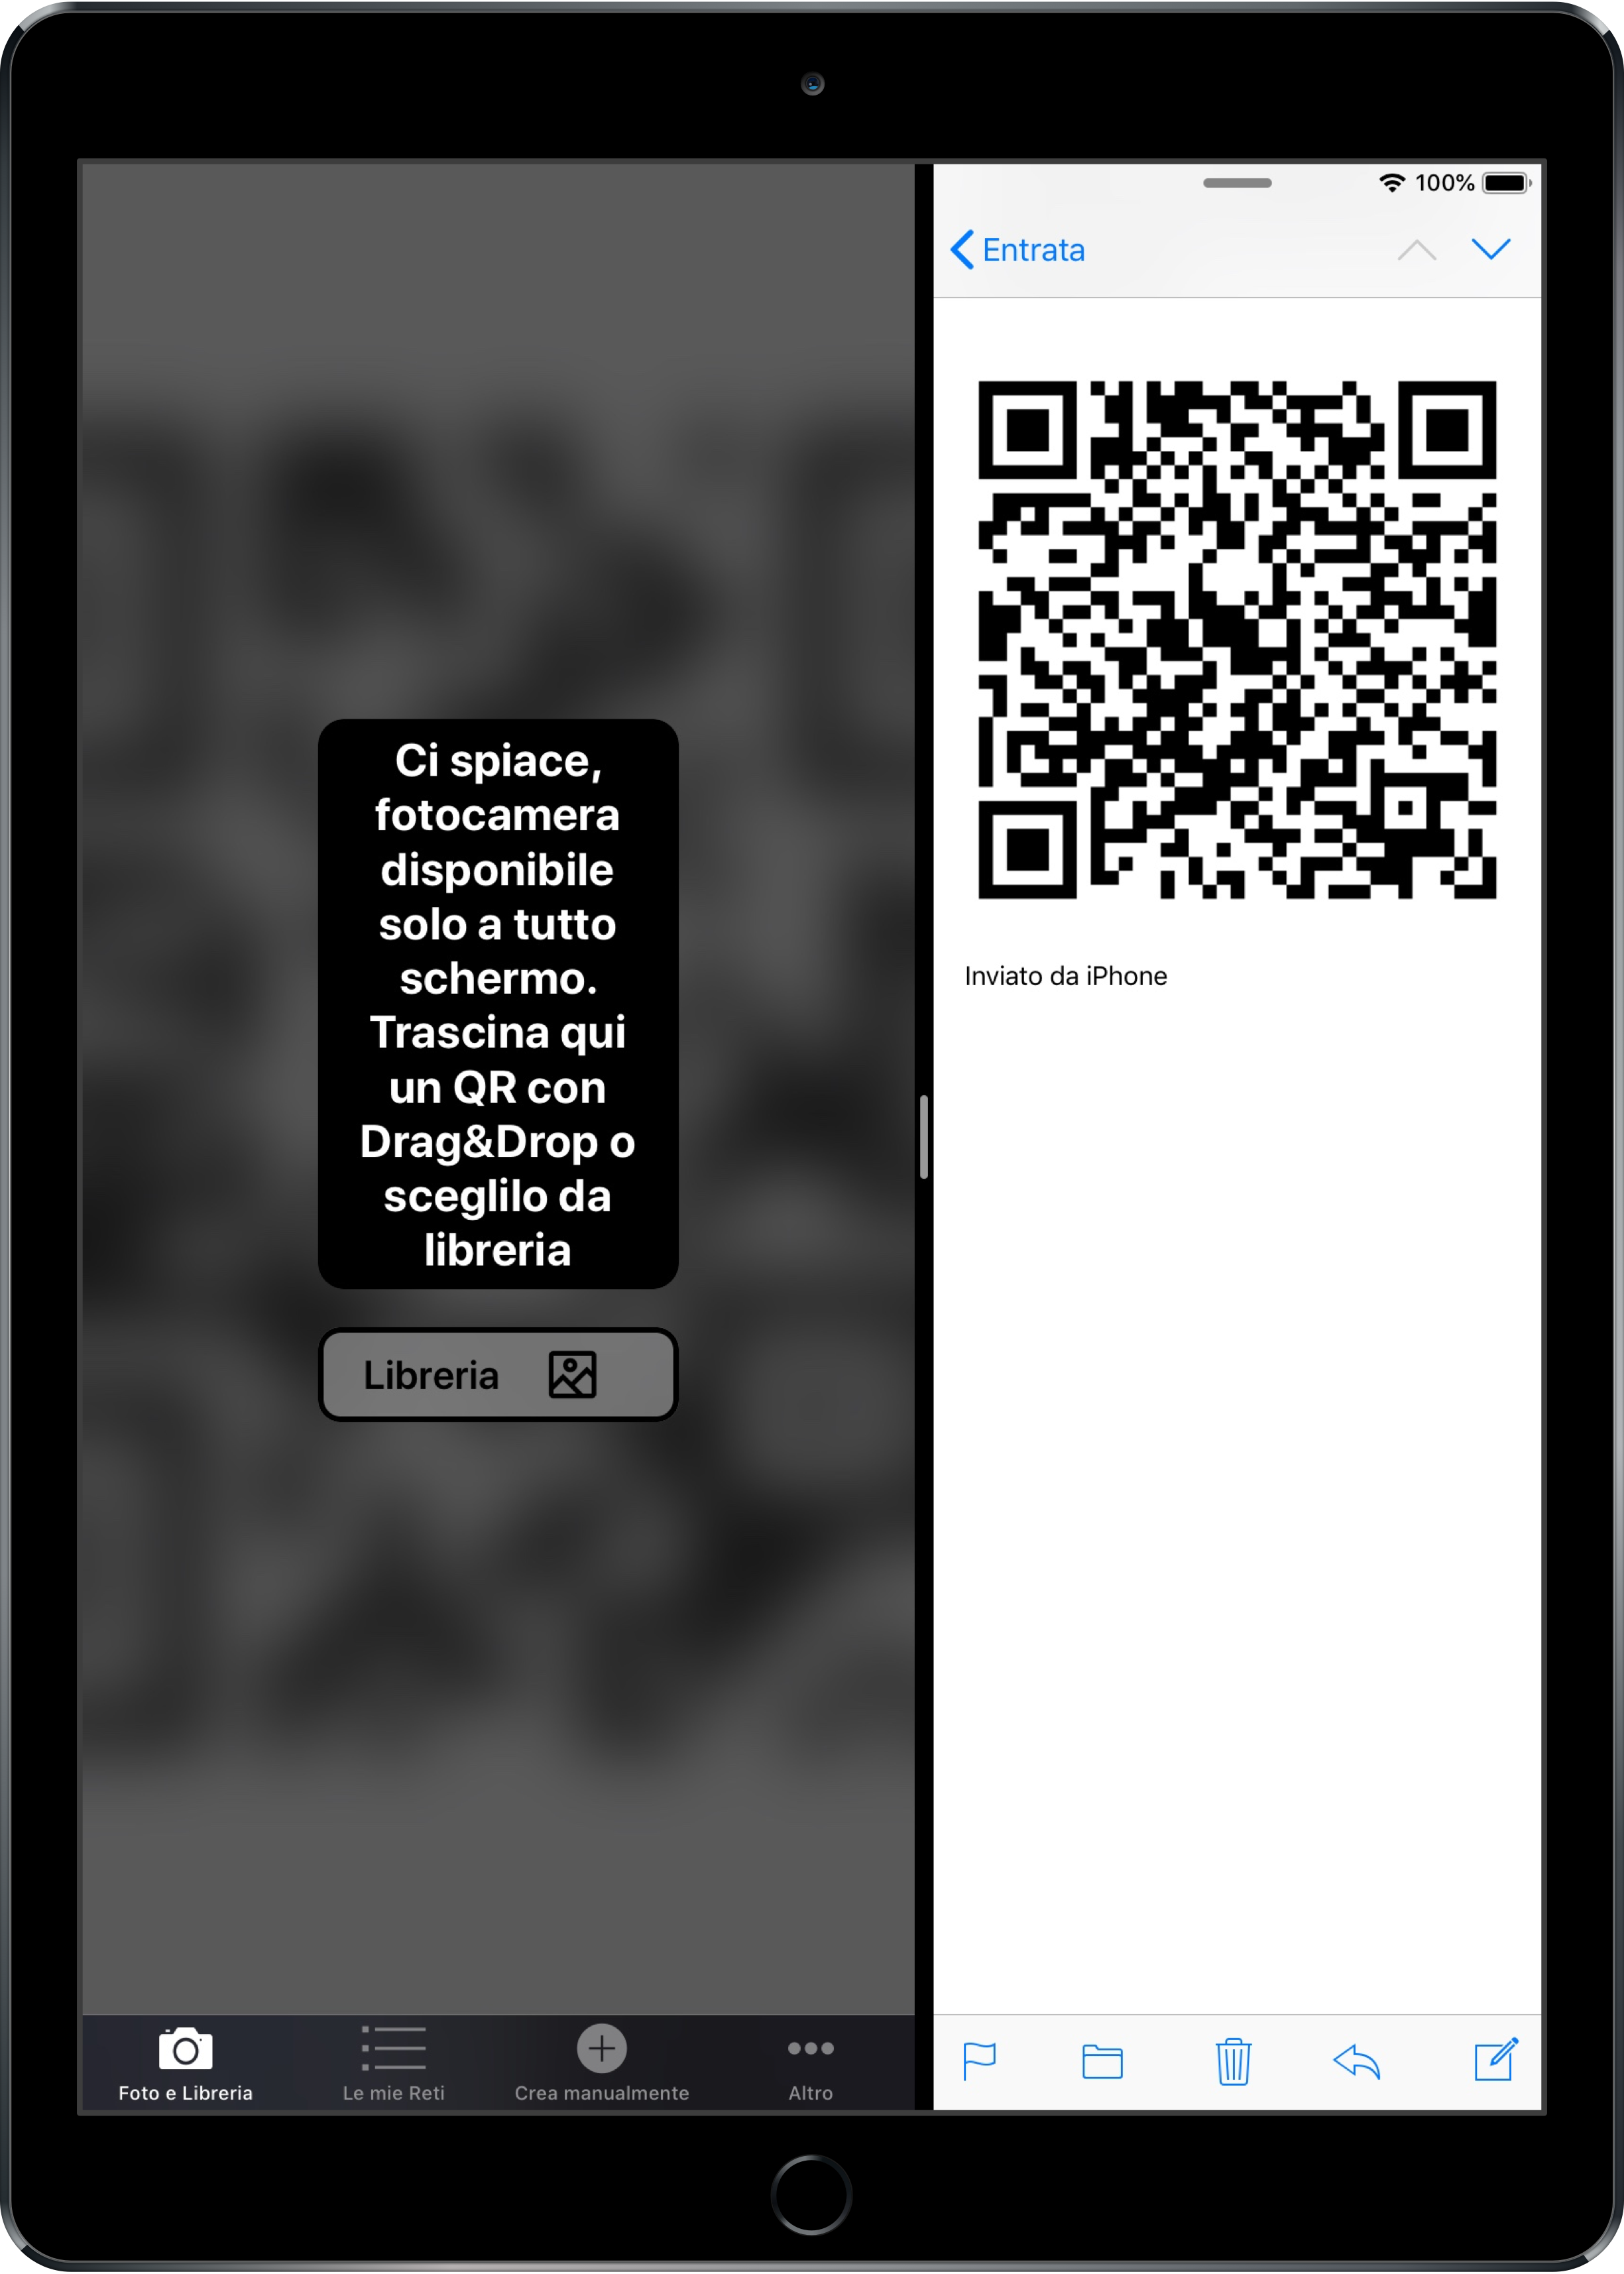 Ci spiace,
fotocamera
disponibile
solo a tutto
schermo.
Trascina qui
un QR con
Drag&Drop o
sceglilo da
libreria
Libreria
Foto e Libreria
Le mie Reti
Crea manualmente
Altro
100%
Entrata
Inviato da iPhone